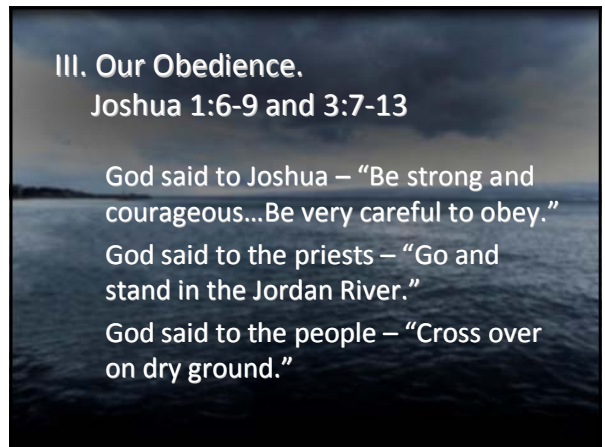 III. Our Obedience.
Joshua 1:6-9 and 3:7-13
God said to Joshua – “Be strong and
courageous...Be very careful to obey.”
God said to the priests – “Go and
stand in the Jordan River.”
God said to the people – “Cross over
on dry ground.”